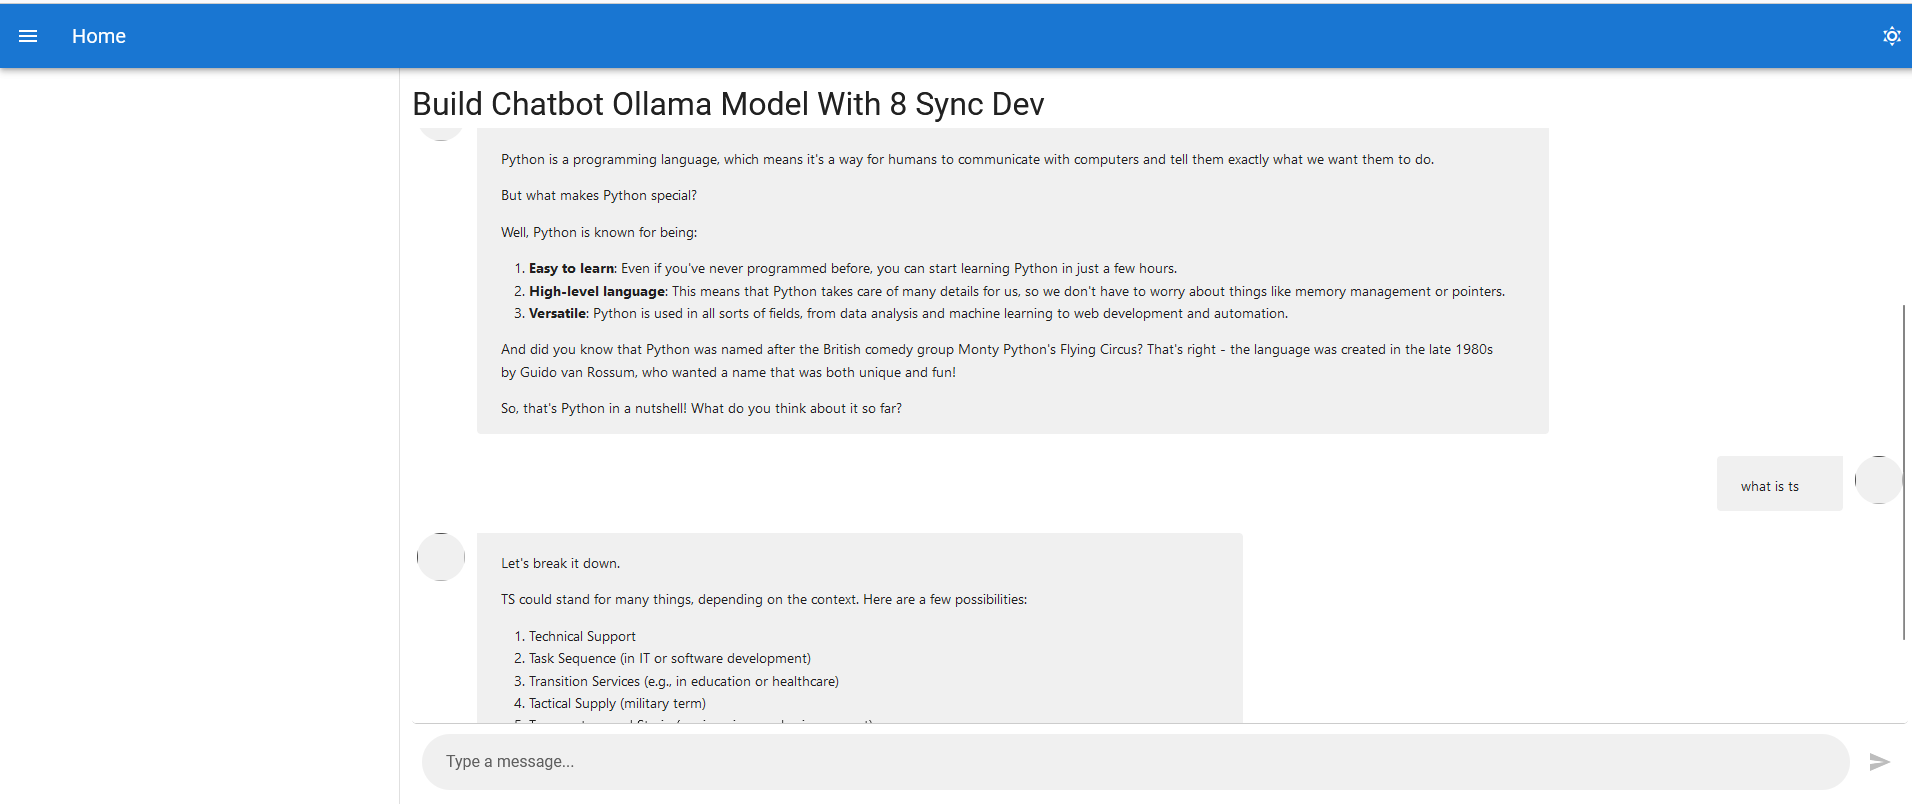 Home
Build Chatbot Ollama Model With 8 Sync Dev
Python is a programming language, which means it's a way for humans to communicate with computers and tell them exactly what we want them to do.
But what makes Python special?
Well, Python is known for being:
1. Easy to learn: Even if you've never programmed before, you can start learning Python in just a few hours.
2. High-level language: This means that Python takes care of many details for us, so we don't have to worry about things like memory management or pointers.
3. Versatile: Python is used in all sorts of fields, from data analysis and machine learning to web development and automation.
And did you know that Python was named after the British comedy group Monty Python's Flying Circus? That's right - the language was created in the late 1980s
by Guido van Rossum, who wanted a name that was both unique and fun!
So, that's Python in a nutshell! What do you think about it so far?
what is ts
Let's break it down.
TS could stand for many things, depending on the context. Here are a few possibilities:
1. Technical Support
2. Task Sequence (in IT or software development)
3. Transition Services (e.g., in education or healthcare)
4. Tactical Supply (military term)
Type a message...